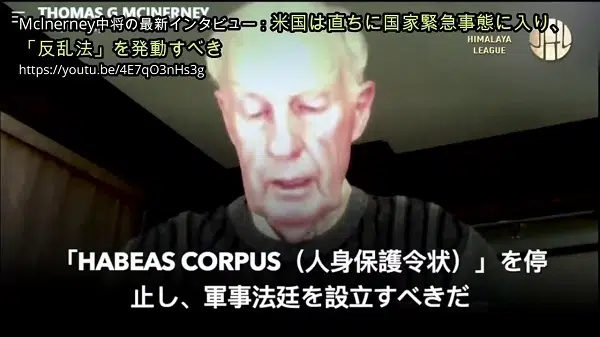 THOMAS G MCINERNEY
McInerney中将の最新インタビュー：米国は直ちに国家緊急事態に入り、
「反乱法」を発動すべき
https://youtu.be/4E7qO3nHs3g
HIMALAYA
LEAGUE
「HABEAS CORPUS（人身保護令状）」を停
止し、軍事法廷を設立すべきだ